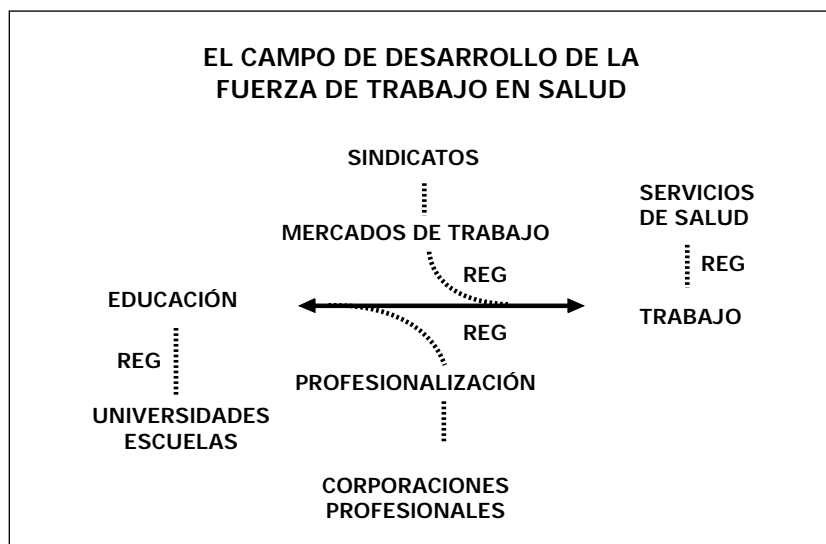 EL CAMPO DE DESARROLLO DE LA
FUERZA DE TRABAJO EN SALUD
SINDICATOS
SERVICIOS
DE SALUD
MERCADOS DE TRABAJO
REG
REG
EDUCACIÓN
TRABAJO
REG
REG
PROFESIONALIZACIÓN
UNIVERSIDADES
ESCUELAS
CORPORACIONES
PROFESIONALES